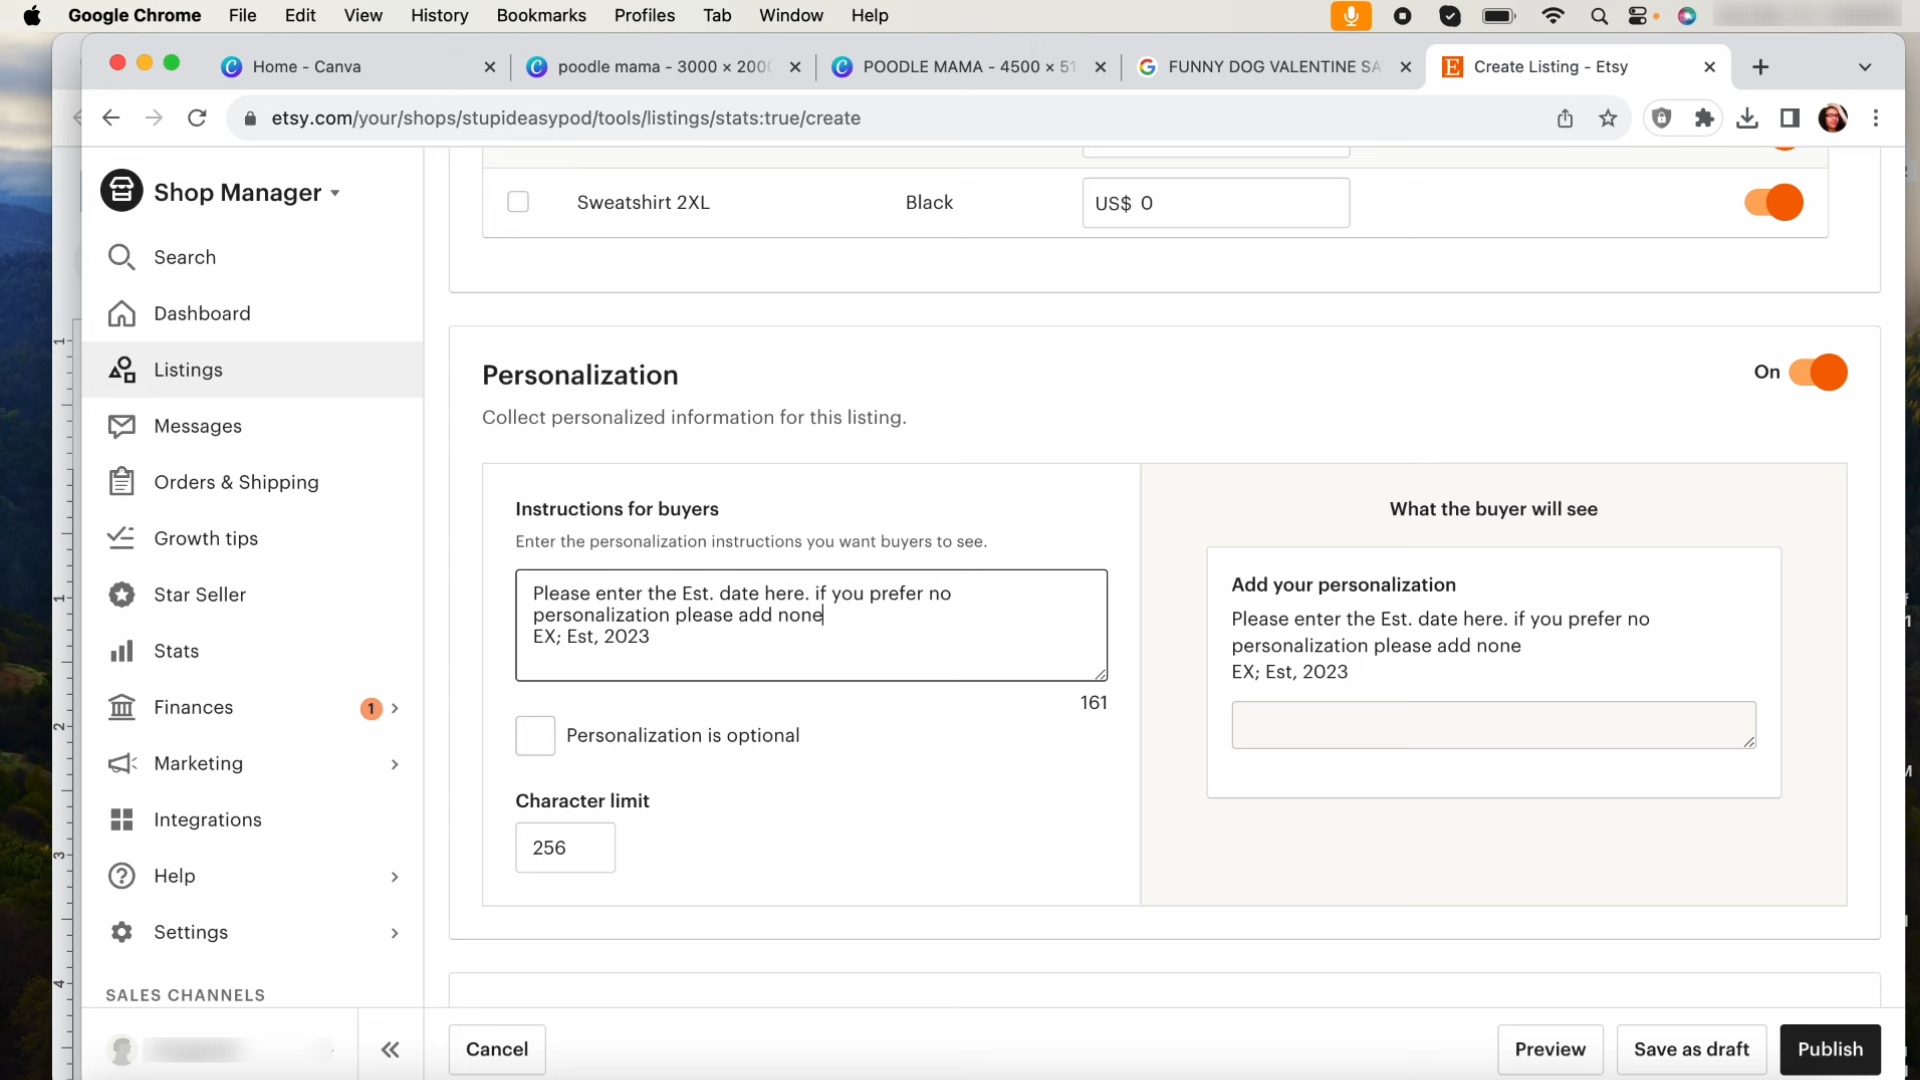 Google Chrome File Edit View History Bookmarks Profiles Tab Window Help
Home - Canva
poodle mama - 3000 × 200
POODLE MAMA - 4500 × 51
FUNNY DOG VALENTINE SA
Create Listing - Etsy
etsy.com/your/shops/stupideasypod/tools/listings/stats:true/create
Shop Manager
Search
Dashboard
Listings
Messages
Orders & Shipping
Growth tips
Star Seller
Stats
Finances 1
Marketing
Integrations
Help
Settings
SALES CHANNELS
Sweatshirt 2XL Black US$ 0
Personalization On
Collect personalized information for this listing.
Instructions for buyers
Enter the personalization instructions you want buyers to see.
Please enter the Est. date here. if you prefer no
personalization please add none
EX; Est, 2023
161
Personalization is optional
Character limit
256
What the buyer will see
Add your personalization
Please enter the Est. date here. if you prefer no
personalization please add none
EX; Est, 2023
Cancel Preview Save as draft Publish
1
1
2
3
4